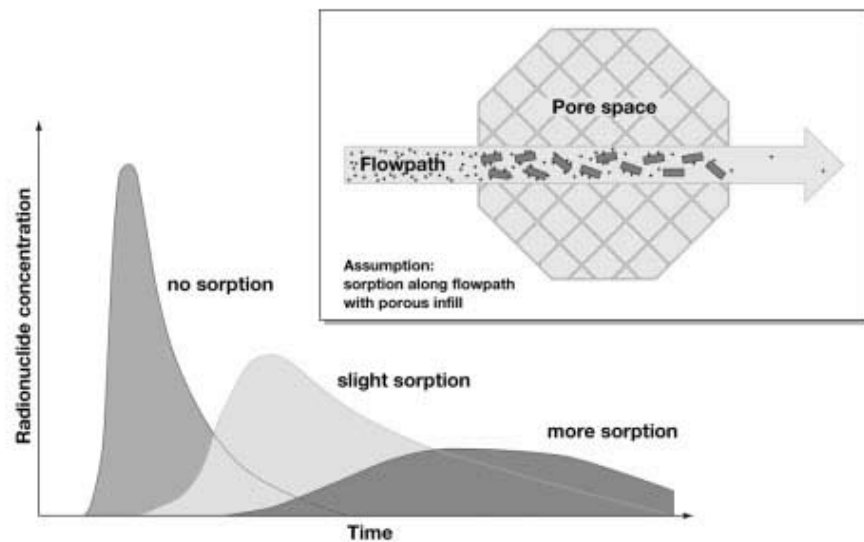 Pore space
Flowpath
Assumption:
sorption along flowpath
with porous infill
Radionuclide concentration
no sorption
slight sorption
more sorption
Time